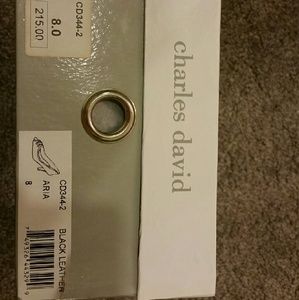 charles david
CD344-2
8.0
215.00
CD344-2 BLACK LEATHER
ARIA
8